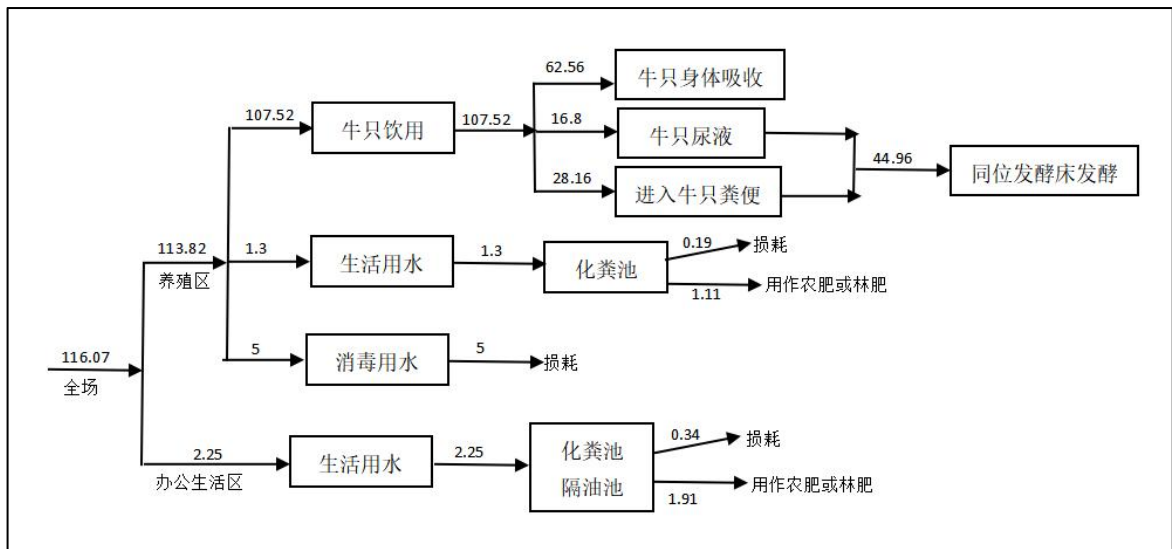 62.56
牛只身体吸收
107.52
牛只饮用
107.52
16.8
牛只尿液
44.96
同位发酵床发酵
28.16
进入牛只粪便
113.82
养殖区
1.3
生活用水
1.3
化粪池
0.19
损耗
1.11
用作农肥或林肥
116.07
全场
5
消毒用水
5
损耗
2.25
办公生活区
生活用水
2.25
化粪池
隔油池
0.34
损耗
1.91
用作农肥或林肥